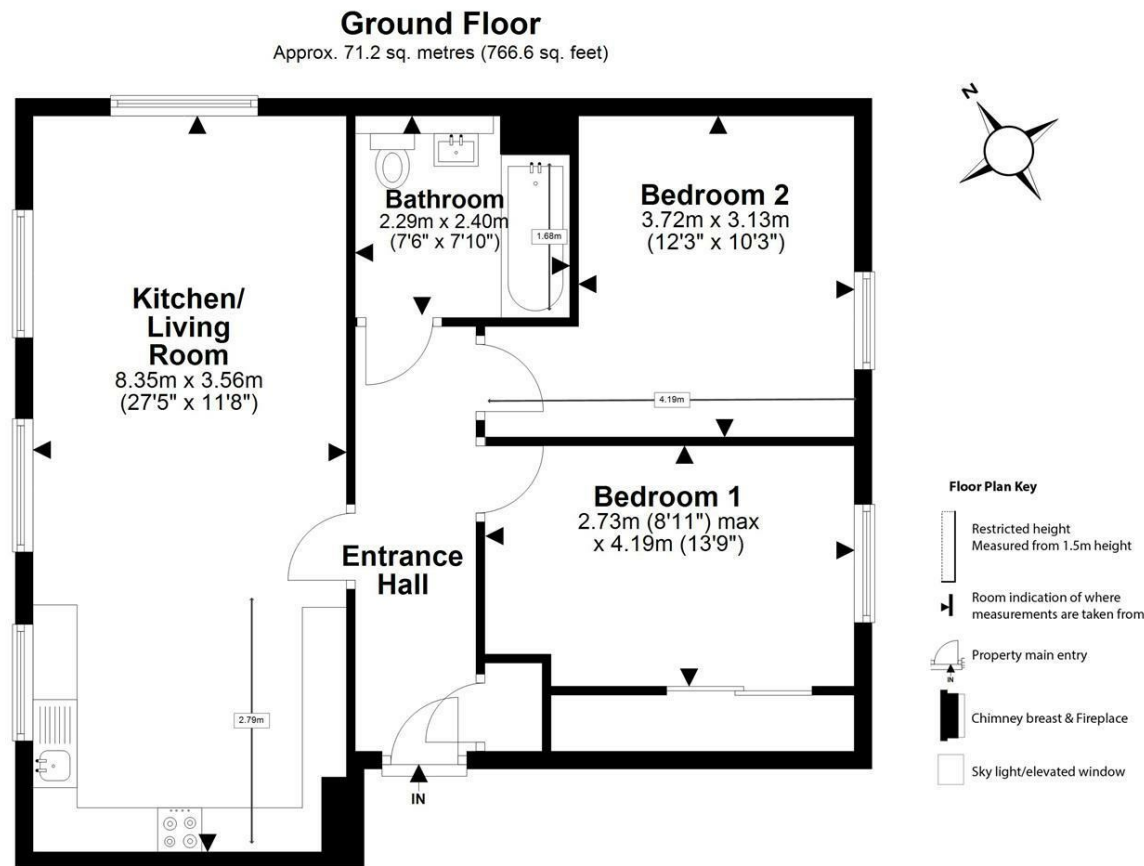 Ground Floor
Approx. 71.2 sq. metres (766.6 sq. feet)
N
Bathroom
2.29m x 2.40m
(7'6" x 7'10")
1.68m
Bedroom 2
3.72m x 3.13m
(12'3" x 10'3")
Kitchen/
Living
Room
8.35m x 3.56m
(27'5" x 11'8")
4.19m
Bedroom 1
2.73m (8'11") max
x 4.19m (13'9")
Entrance
Hall
2.79m
IN
Floor Plan Key
Restricted height
Measured from 1.5m height
Room indication of where
measurements are taken from
Property main entry
IN
Chimney breast & Fireplace
Sky light/elevated window